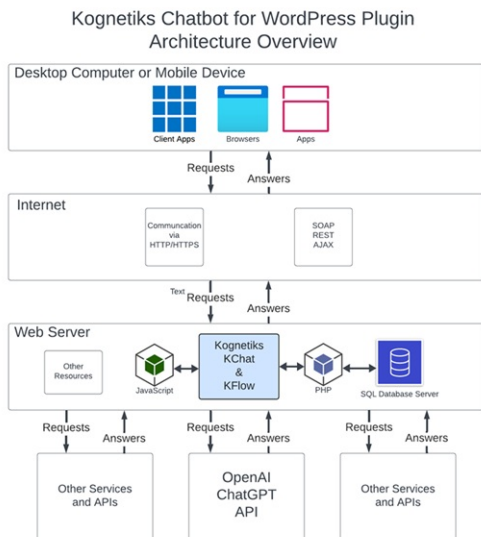 Kognetiks Chatbot for WordPress Plugin
Architecture Overview
Desktop Computer or Mobile Device
Client Apps
Browsers
Apps
Requests
Answers
Internet
Communcation
via
HTTP/HTTPS
SOAP
REST
AJAX
Text
Requests
Answers
Web Server
Other
Resources
JavaScript
Kognetiks
KChat
&
KFlow
PHP
SQL Database Server
Requests
Answers
Requests
Answers
Requests
Answers
Other Services
and APIs
OpenAI
ChatGPT
API
Other Services
and APIs